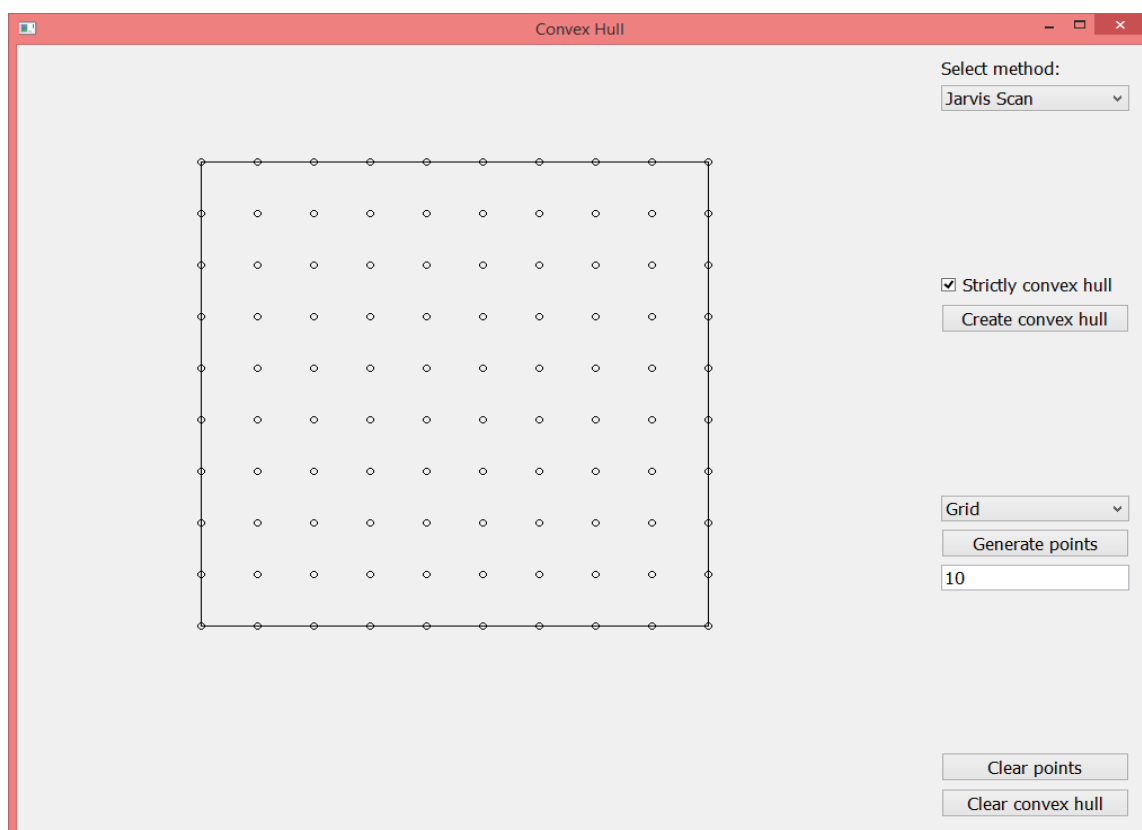 Convex Hull
Select method:
Jarvis Scan
Strictly convex hull
Create convex hull
Grid
Generate points
10
Clear points
Clear convex hull